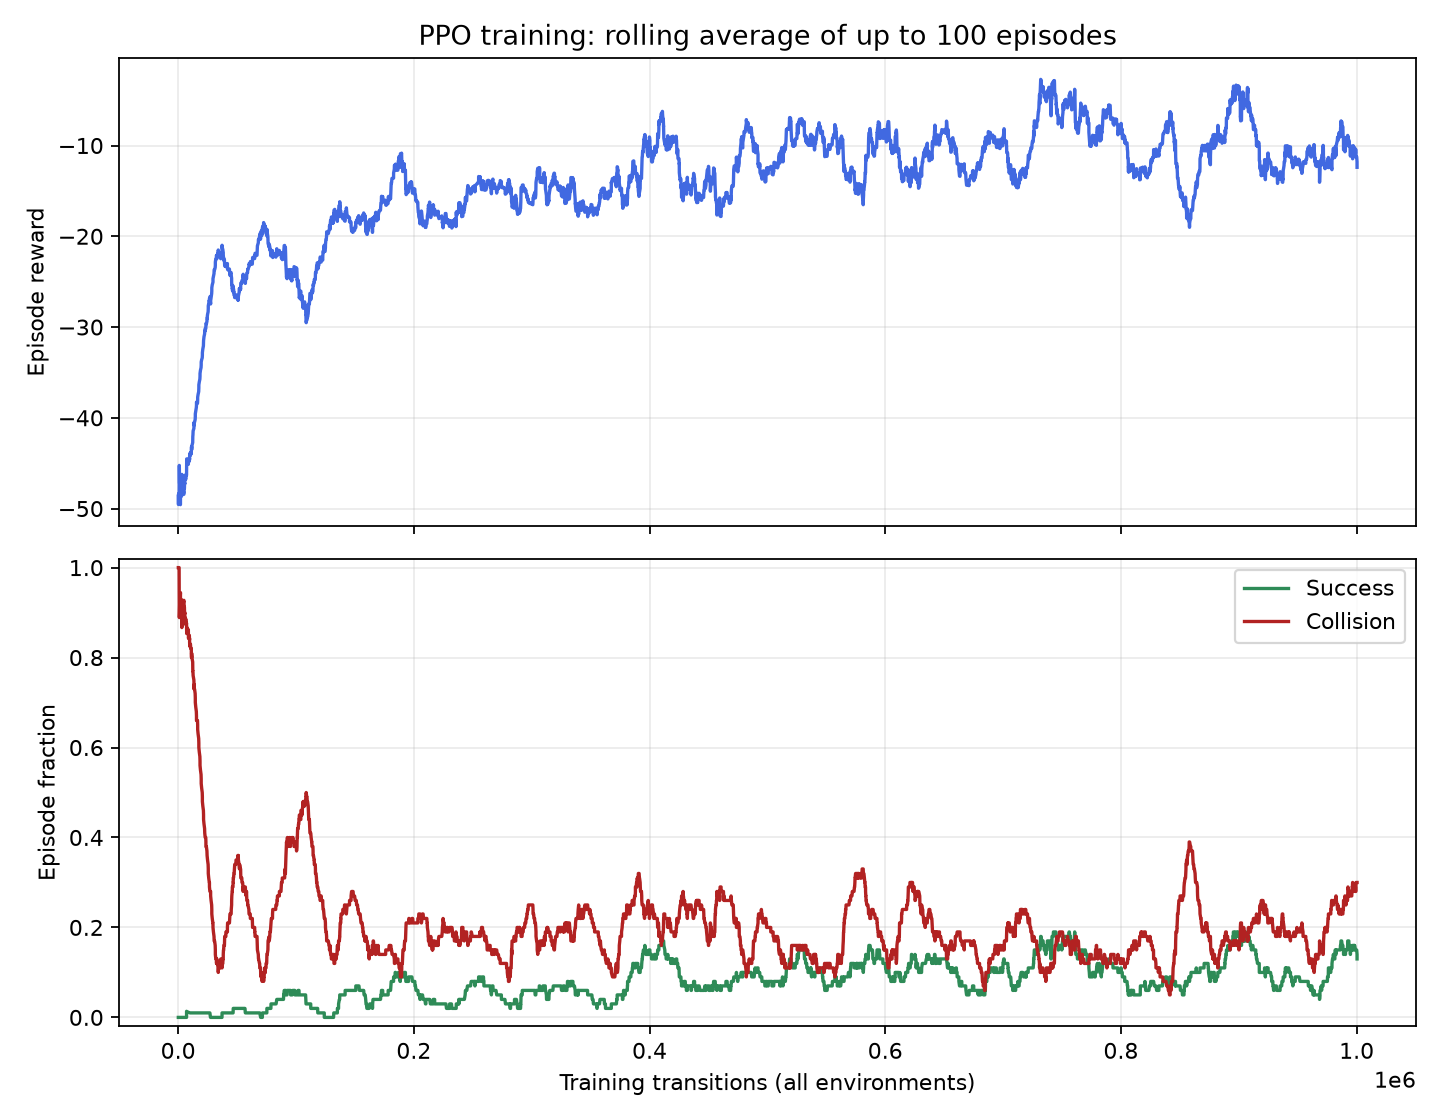 PPO training: rolling average of up to 100 episodes
Episode reward
−10
−20
−30
−40
−50
Episode fraction
1.0
0.8
0.6
0.4
0.2
0.0
Success
Collision
0.0 0.2 0.4 0.6 0.8 1.0
1e6
Training transitions (all environments)